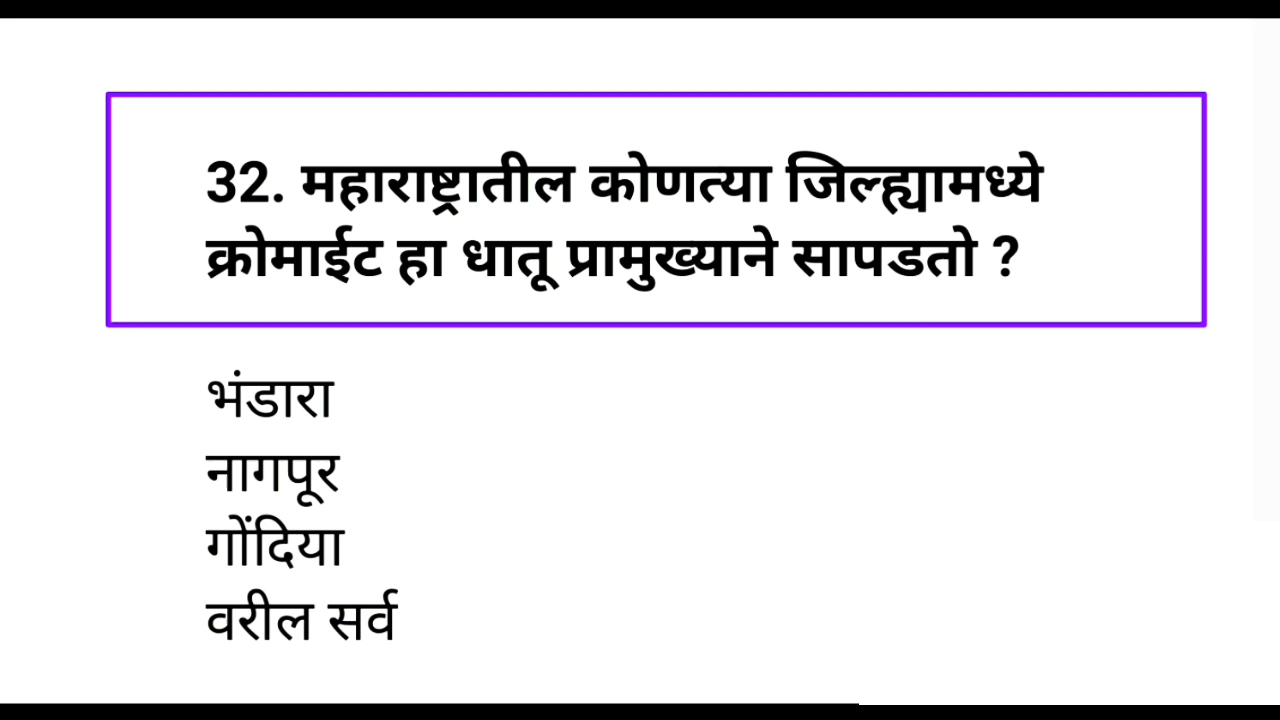 32. महाराष्ट्रातील कोणत्या जिल्ह्यामध्ये
क्रोमाईट हा धातू प्रामुख्याने सापडतो ?
भंडारा
नागपूर
गोंदिया
वरील सर्व